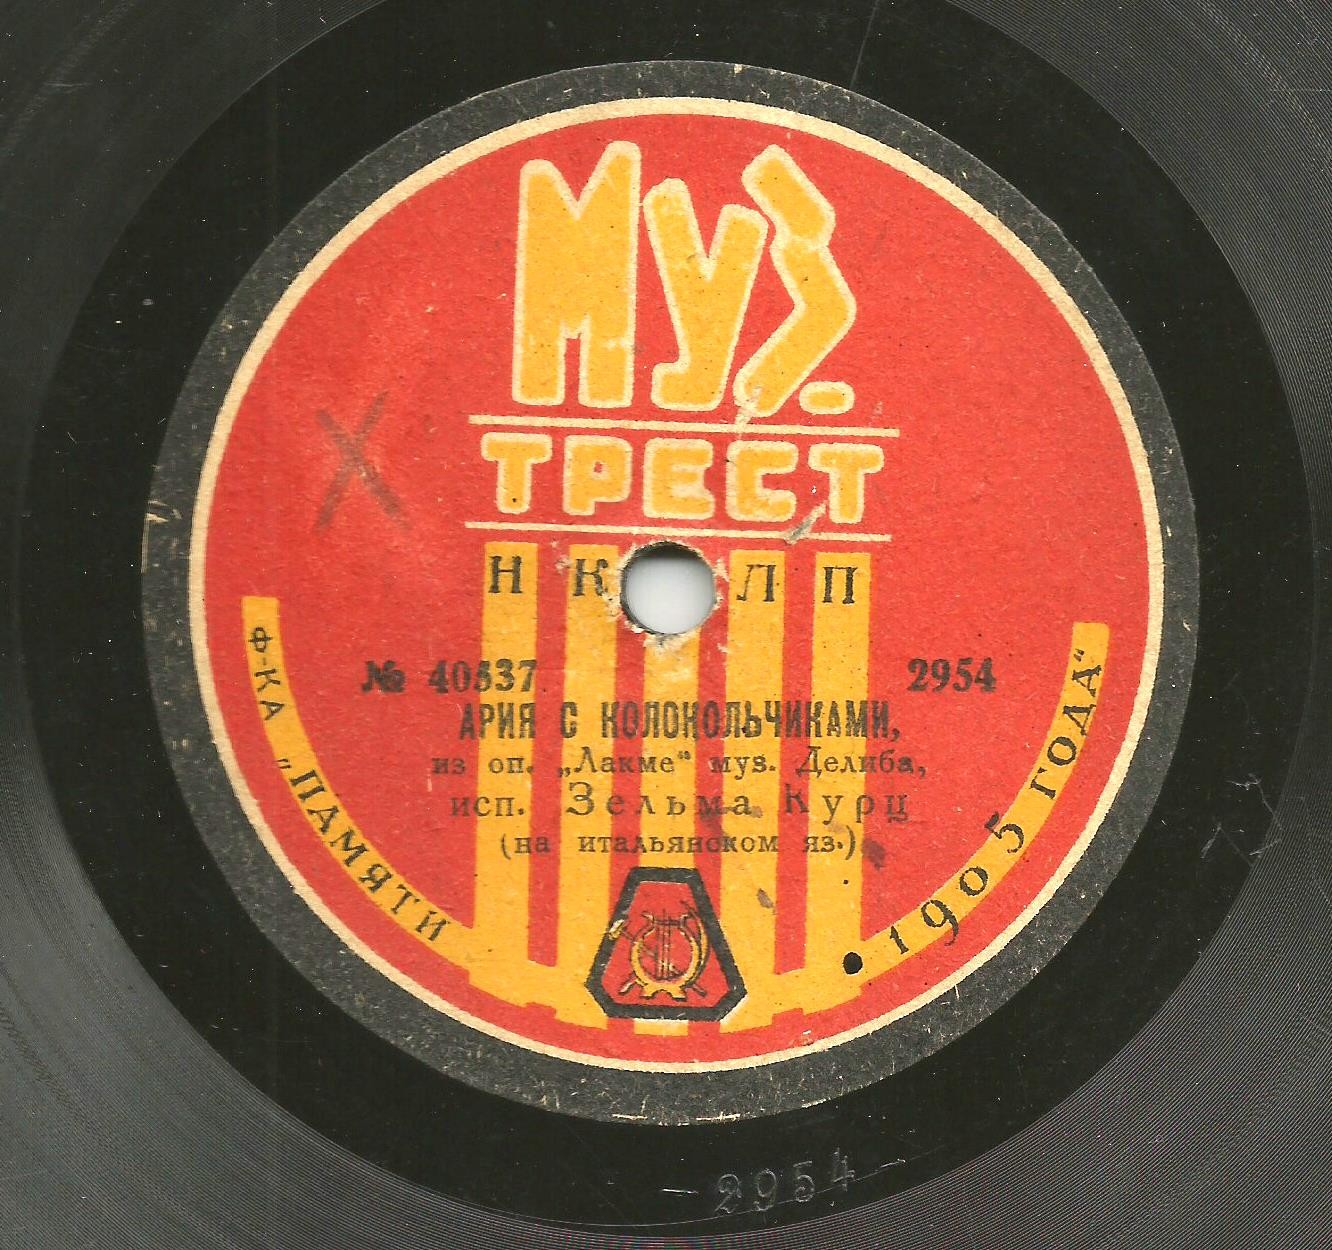 Муз.
ТРЕСТ
Н К Л П
№ 40837 2954
АРИЯ С КОЛОКОЛЬЧИКАМИ,
из оп. „Лакме“ муз. Делиба,
исп. Зельма Курц
(на итальянском яз.)
Ф-КА „ПАМЯТИ 1905 ГОДА“
2954